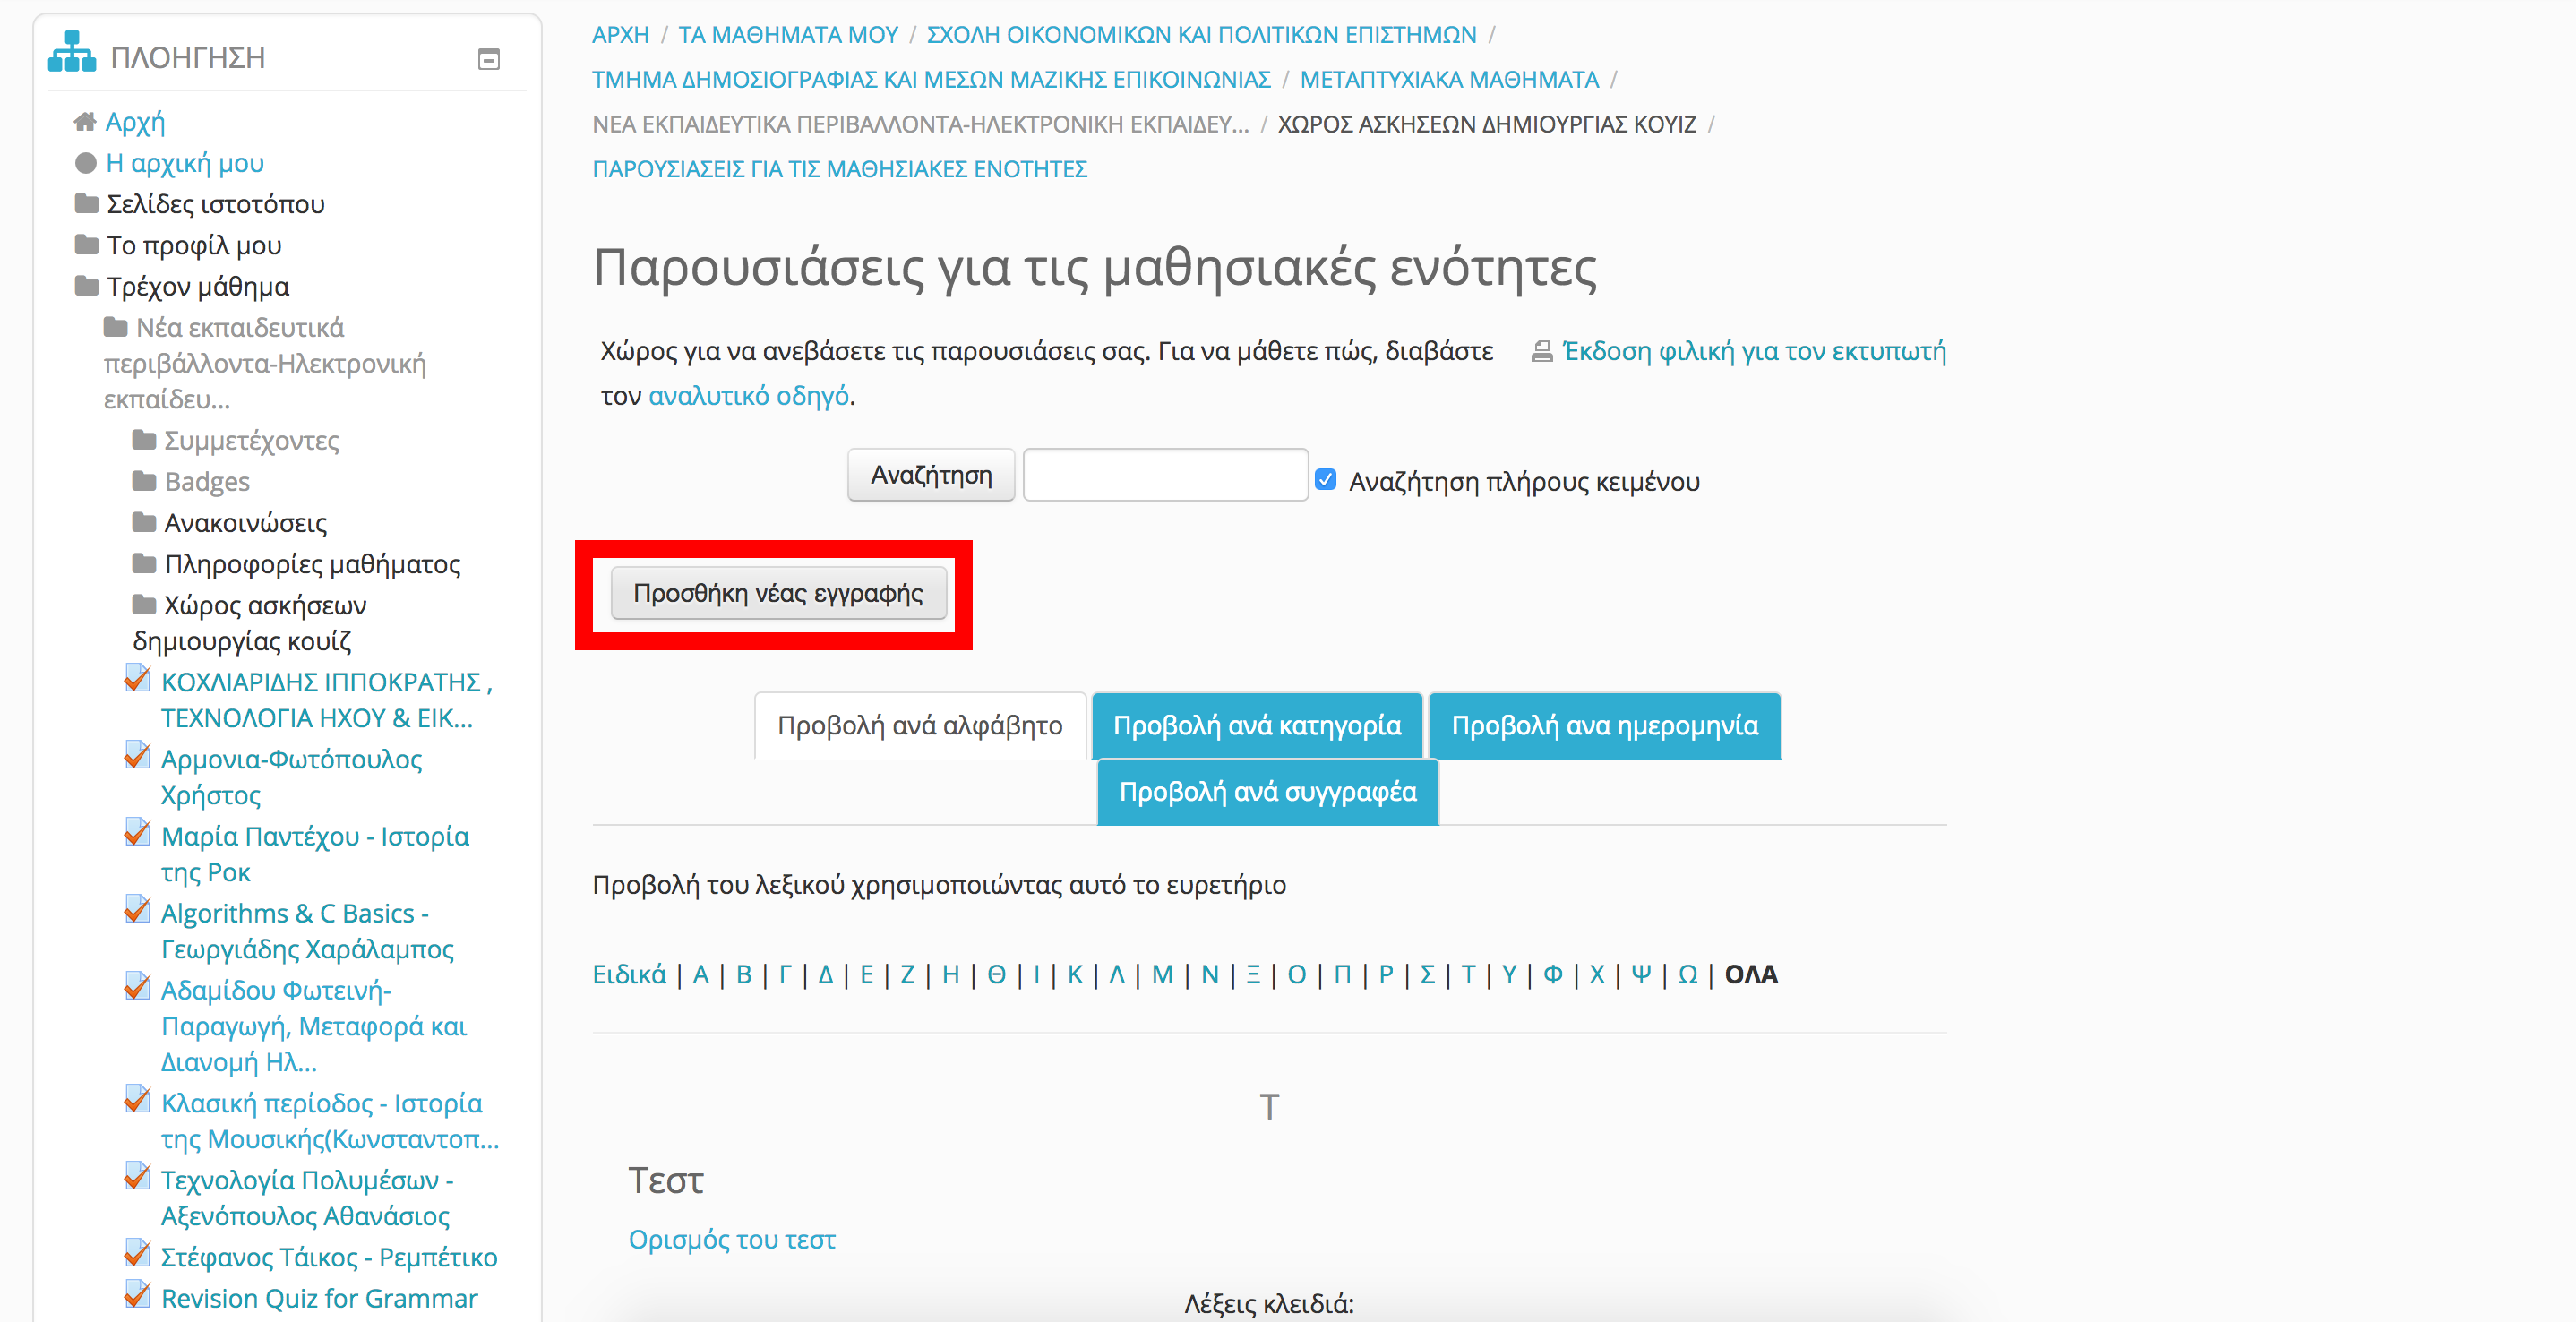 ΠΛΟΗΓΗΣΗ
Αρχή
Η αρχική μου
Σελίδες ιστοτόπου
Το προφίλ μου
Τρέχον μάθημα
Νέα εκπαιδευτικά
περιβάλλοντα-Ηλεκτρονική
εκπαίδευ...
Συμμετέχοντες
Badges
Ανακοινώσεις
Πληροφορίες μαθήματος
Χώρος ασκήσεων
δημιουργίας κουίζ
ΚΟΧΛΙΑΡΙΔΗΣ ΙΠΠΟΚΡΑΤΗΣ ,
ΤΕΧΝΟΛΟΓΙΑ ΗΧΟΥ & ΕΙΚ...
Αρμονια-Φωτόπουλος
Χρήστος
Μαρία Παντέχου - Ιστορία
της Ροκ
Algorithms & C Basics -
Γεωργιάδης Χαράλαμπος
Αδαμίδου Φωτεινή-
Παραγωγή, Μεταφορά και
Διανομή Ηλ...
Κλασική περίοδος - Ιστορία
της Μουσικής(Κωνσταντοπ...
Τεχνολογία Πολυμέσων -
Αξενόπουλος Αθανάσιος
Στέφανος Τάικος - Ρεμπέτικο
Revision Quiz for Grammar
ΑΡΧΗ / ΤΑ ΜΑΘΗΜΑΤΑ ΜΟΥ / ΣΧΟΛΗ ΟΙΚΟΝΟΜΙΚΩΝ ΚΑΙ ΠΟΛΙΤΙΚΩΝ ΕΠΙΣΤΗΜΩΝ /
ΤΜΗΜΑ ΔΗΜΟΣΙΟΓΡΑΦΙΑΣ ΚΑΙ ΜΕΣΩΝ ΜΑΖΙΚΗΣ ΕΠΙΚΟΙΝΩΝΙΑΣ / ΜΕΤΑΠΤΥΧΙΑΚΑ ΜΑΘΗΜΑΤΑ /
ΝΕΑ ΕΚΠΑΙΔΕΥΤΙΚΑ ΠΕΡΙΒΑΛΛΟΝΤΑ-ΗΛΕΚΤΡΟΝΙΚΗ ΕΚΠΑΙΔΕΥ... / ΧΩΡΟΣ ΑΣΚΗΣΕΩΝ ΔΗΜΙΟΥΡΓΙΑΣ ΚΟΥΙΖ /
ΠΑΡΟΥΣΙΑΣΕΙΣ ΓΙΑ ΤΙΣ ΜΑΘΗΣΙΑΚΕΣ ΕΝΟΤΗΤΕΣ
Παρουσιάσεις για τις μαθησιακές ενότητες
Χώρος για να ανεβάσετε τις παρουσιάσεις σας. Για να μάθετε πώς, διαβάστε
τον αναλυτικό οδηγό.
Έκδοση φιλική για τον εκτυπωτή
Αναζήτηση
Αναζήτηση πλήρους κειμένου
Προσθήκη νέας εγγραφής
Προβολή ανά αλφάβητο
Προβολή ανά κατηγορία
Προβολή ανα ημερομηνία
Προβολή ανά συγγραφέα
Προβολή του λεξικού χρησιμοποιώντας αυτό το ευρετήριο
Ειδικά | Α | Β | Γ | Δ | Ε | Ζ | Η | Θ | Ι | Κ | Λ | Μ | Ν | Ξ | Ο | Π | Ρ | Σ | Τ | Υ | Φ | Χ | Ψ | Ω | ΟΛΑ
Τ
Τεστ
Ορισμός του τεστ
Λέξεις κλειδιά: